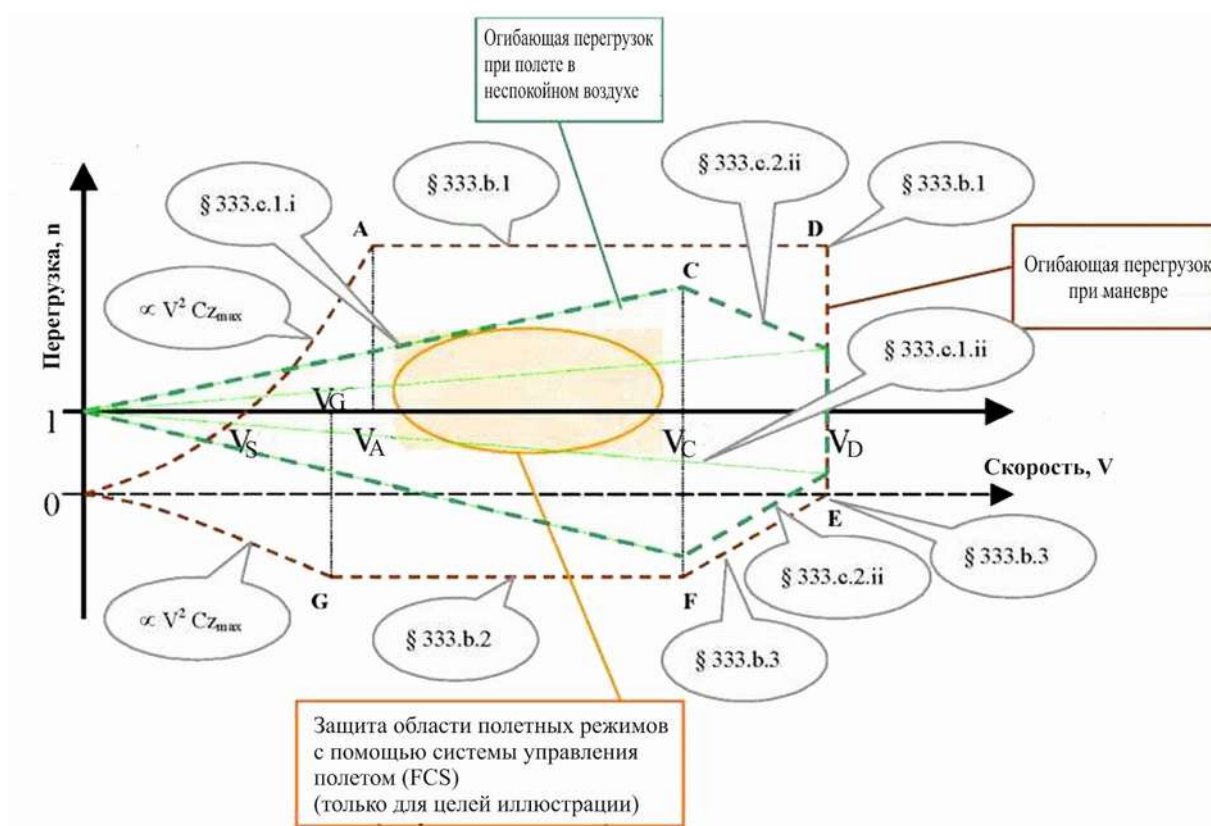 Огибающая перегрузок
при полете в
неспокойном воздухе
§ 333.c.2.ii
§ 333.b.1
§ 333.b.1
§ 333.c.1.i
A
D
Огибающая перегрузок
при маневре
C
∝ V² Czmax
Перегрузка, n
§ 333.c.1.ii
VG
1
VS
VA
VC
VD
Скорость, V
0
E
§ 333.b.3
§ 333.c.2.ii
G
F
∝ V² Czmax
§ 333.b.2
§ 333.b.3
Защита области полетных режимов
с помощью системы управления
полетом (FCS)
(только для целей иллюстрации)